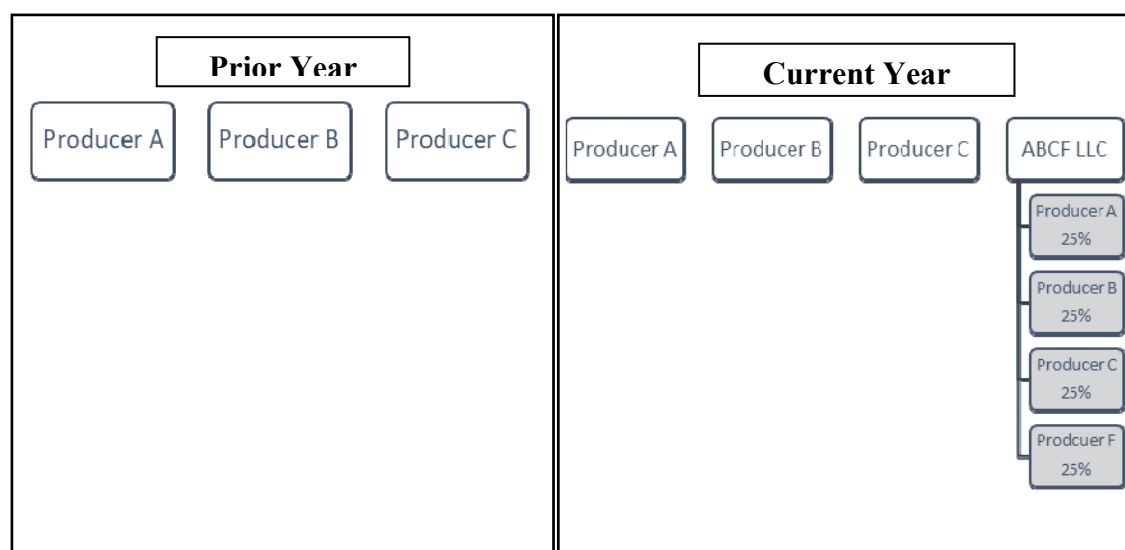 Prior Year
Producer A
Producer B
Producer C
Current Year
Producer A
Producer B
Producer C
ABCF LLC
Producer A
25%
Producer B
25%
Producer C
25%
Prodcuer F
25%